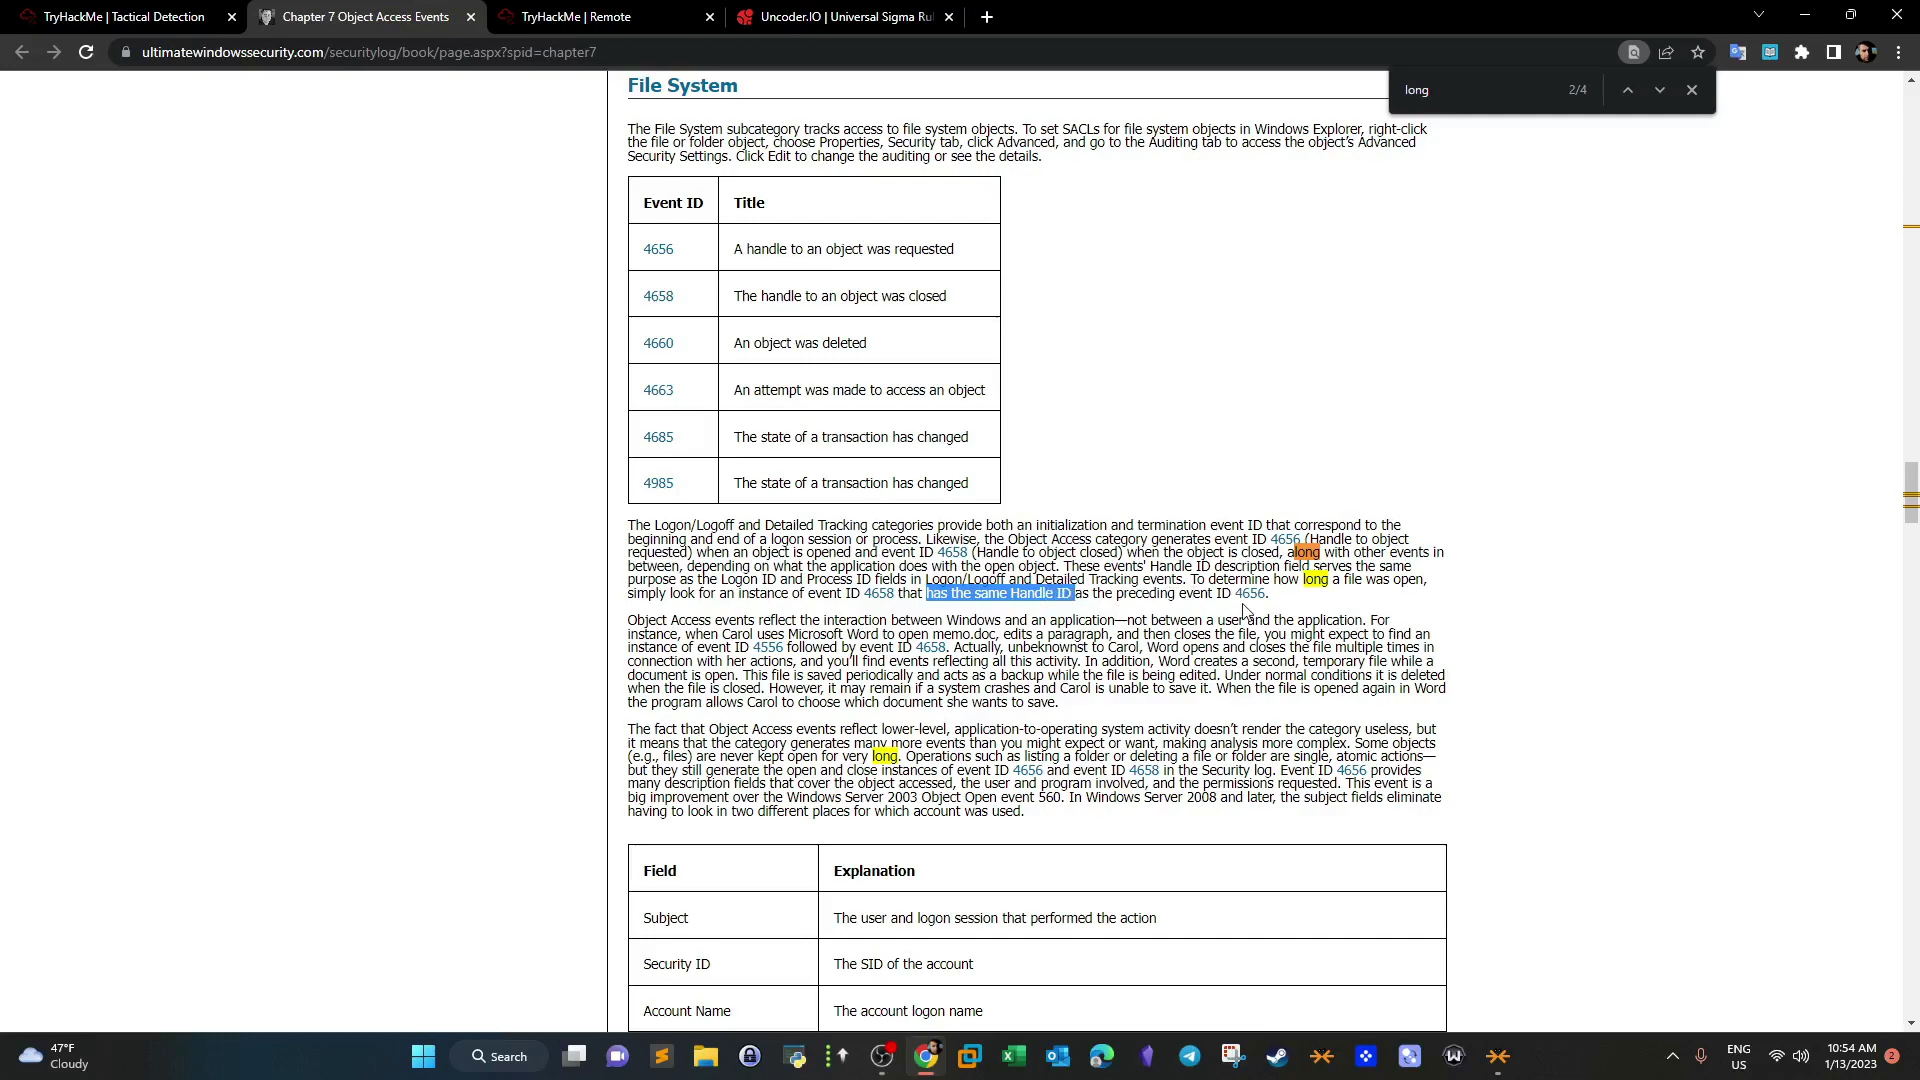 TryHackMe | Tactical Detection
Chapter 7 Object Access Events
TryHackMe | Remote
Uncoder.IO | Universal Sigma Ru
ultimatewindowssecurity.com/securitylog/book/page.aspx?spid=chapter7
long 2/4
File System
The File System subcategory tracks access to file system objects. To set SACLs for file system objects in Windows Explorer, right-click
the file or folder object, choose Properties, Security tab, click Advanced, and go to the Auditing tab to access the object's Advanced
Security Settings. Click Edit to change the auditing or see the details.
Event ID Title
4656 A handle to an object was requested
4658 The handle to an object was closed
4660 An object was deleted
4663 An attempt was made to access an object
4685 The state of a transaction has changed
4985 The state of a transaction has changed
The Logon/Logoff and Detailed Tracking categories provide both an initialization and termination event ID that correspond to the
beginning and end of a logon session or process. Likewise, the Object Access category generates event ID 4656 (Handle to object
requested) when an object is opened and event ID 4658 (Handle to object closed) when the object is closed, along with other events in
between, depending on what the application does with the open object. These events' Handle ID description field serves the same
purpose as the Logon ID and Process ID fields in Logon/Logoff and Detailed Tracking events. To determine how long a file was open,
simply look for an instance of event ID 4658 that has the same Handle ID as the preceding event ID 4656.
Object Access events reflect the interaction between Windows and an application—not between a user and the application. For
instance, when Carol uses Microsoft Word to open memo.doc, edits a paragraph, and then closes the file, you might expect to find an
instance of event ID 4556 followed by event ID 4658. Actually, unbeknownst to Carol, Word opens and closes the file multiple times in
connection with her actions, and you'll find events reflecting all this activity. In addition, Word creates a second, temporary file while a
document is open. This file is saved periodically and acts as a backup while the file is being edited. Under normal conditions it is deleted
when the file is closed. However, it may remain if a system crashes and Carol is unable to save it. When the file is opened again in Word
the program allows Carol to choose which document she wants to save.
The fact that Object Access events reflect lower-level, application-to-operating system activity doesn't render the category useless, but
it means that the category generates many more events than you might expect or want, making analysis more complex. Some objects
(e.g., files) are never kept open for very long. Operations such as listing a folder or deleting a file or folder are single, atomic actions—
but they still generate the open and close instances of event ID 4656 and event ID 4658 in the Security log. Event ID 4656 provides
many description fields that cover the object accessed, the user and program involved, and the permissions requested. This event is a
big improvement over the Windows Server 2003 Object Open event 560. In Windows Server 2008 and later, the subject fields eliminate
having to look in two different places for which account was used.
Field Explanation
Subject The user and logon session that performed the action
Security ID The SID of the account
Account Name The account logon name
47°F
Cloudy
Search
ENG
US
10:54 AM
1/13/2023
2